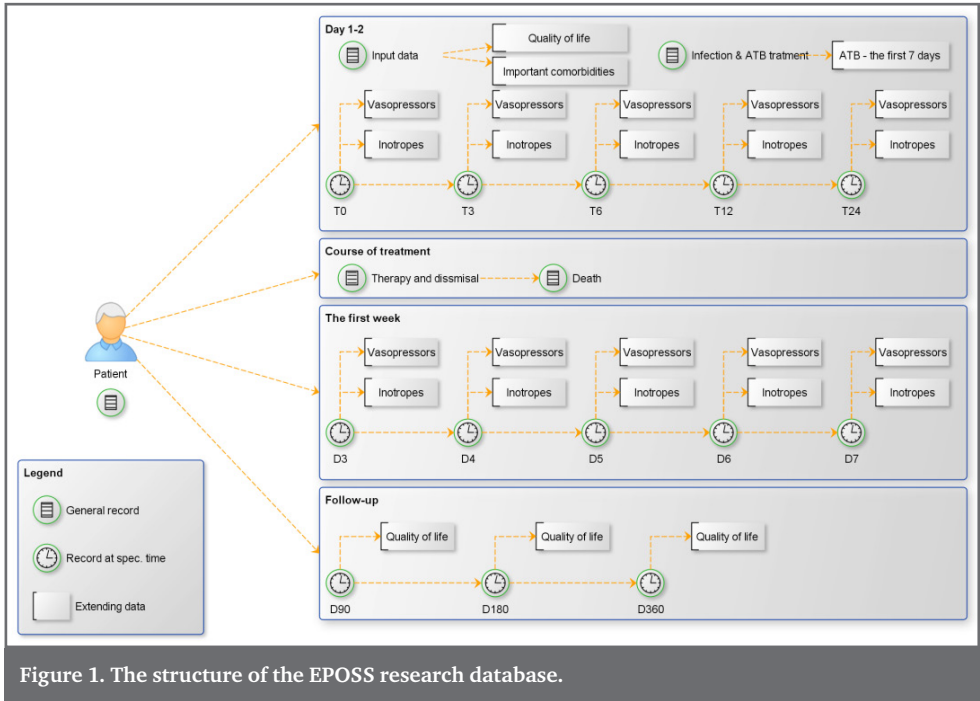 Day 1-2
Input data
Quality of life
Important comorbidities
Infection & ATB tratment
ATB - the first 7 days
Vasopressors Vasopressors Vasopressors Vasopressors Vasopressors
Inotropes Inotropes Inotropes Inotropes Inotropes
T0 T3 T6 T12 T24
Course of treatment
Therapy and dissmisal Death
The first week
Vasopressors Vasopressors Vasopressors Vasopressors Vasopressors
Inotropes Inotropes Inotropes Inotropes Inotropes
D3 D4 D5 D6 D7
Patient
Follow-up
Quality of life Quality of life Quality of life
D90 D180 D360
Legend
General record
Record at spec. time
Extending data
Figure 1. The structure of the EPOSS research database.